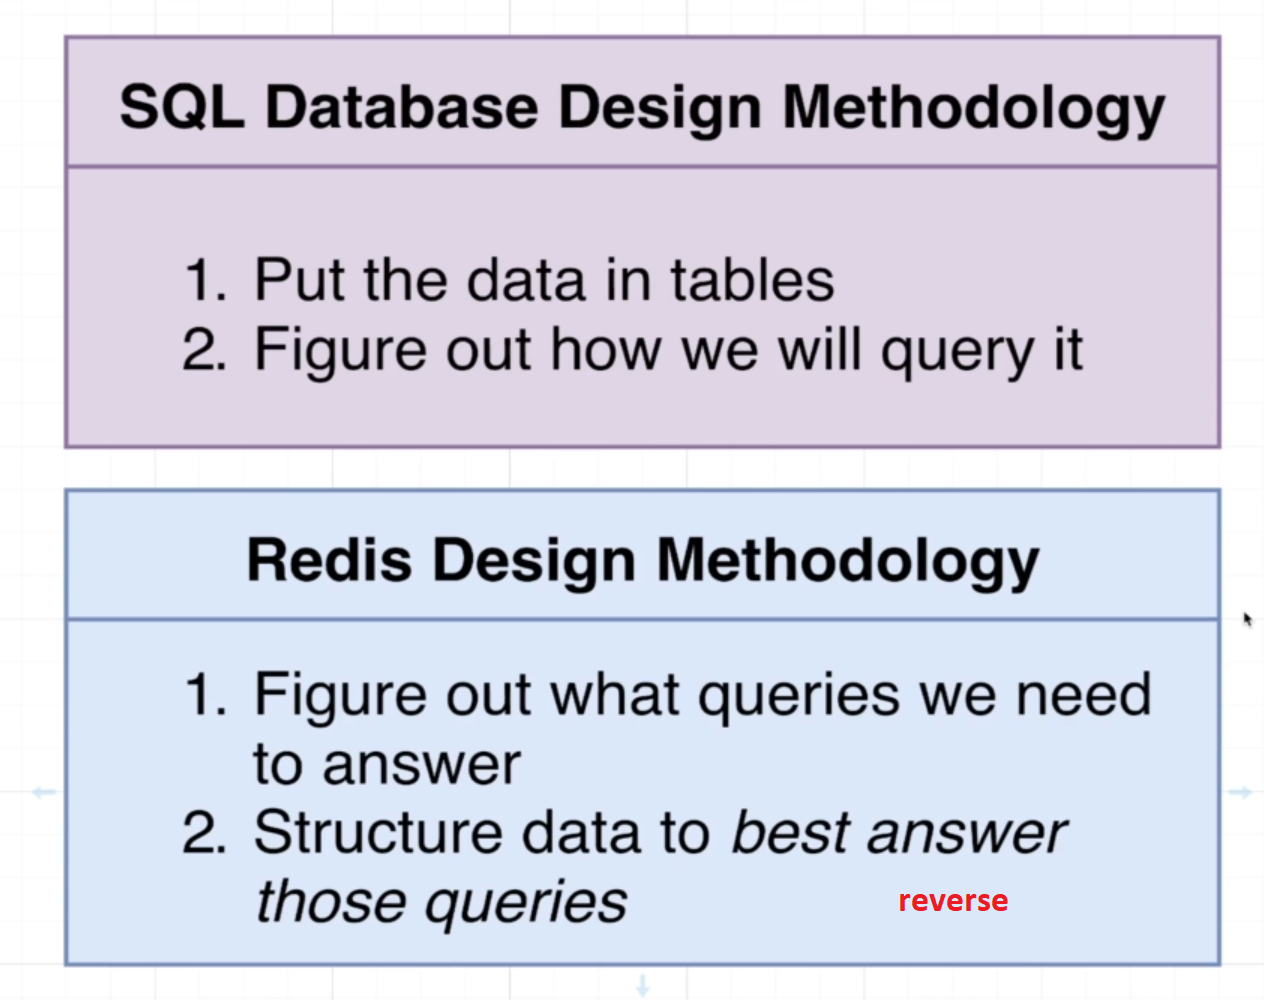 SQL Database Design Methodology
1. Put the data in tables
2. Figure out how we will query it
Redis Design Methodology
1. Figure out what queries we need
to answer
2. Structure data to best answer
those queries
reverse